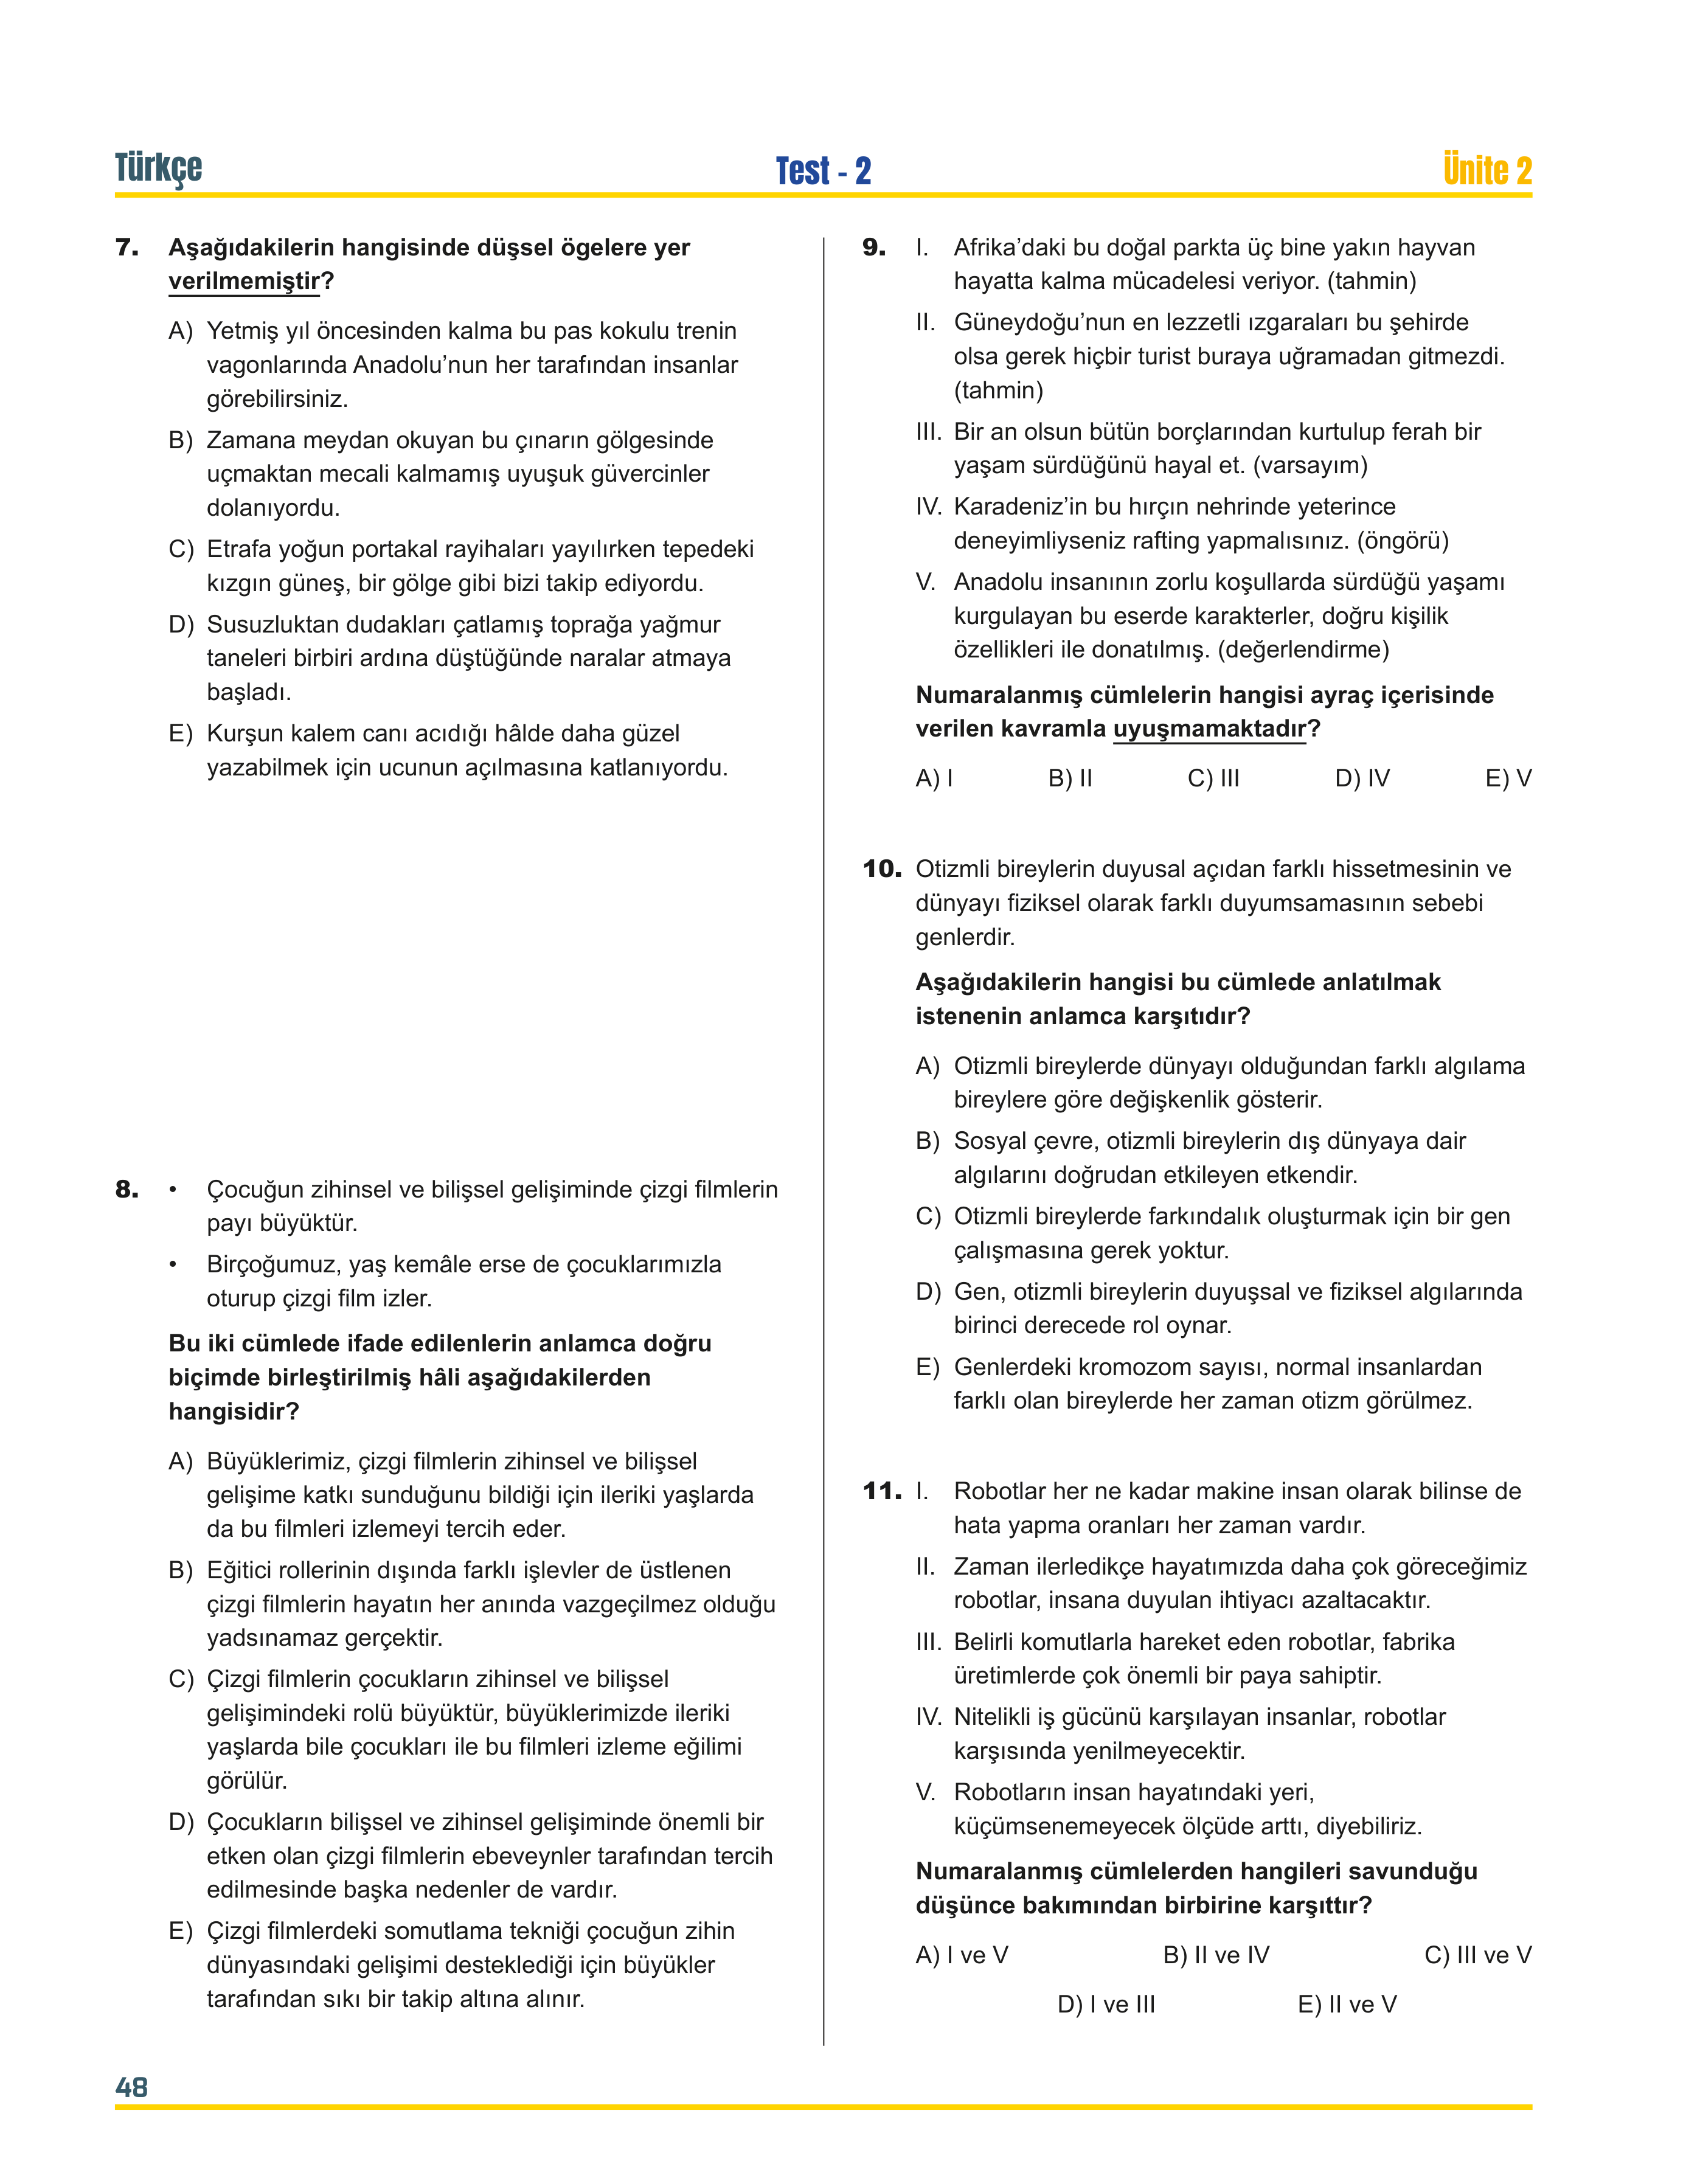 Türkçe
Test - 2
Ünite 2
7. Aşağıdakilerin hangisinde düşsel ögelere yer
verilmemiştir?
A) Yetmiş yıl öncesinden kalma bu pas kokulu trenin
vagonlarında Anadolu’nun her tarafından insanlar
görebilirsiniz.
B) Zamana meydan okuyan bu çınarın gölgesinde
uçmaktan mecali kalmamış uyuşuk güvercinler
dolanıyordu.
C) Etrafa yoğun portakal rayihaları yayılırken tepedeki
kızgın güneş, bir gölge gibi bizi takip ediyordu.
D) Susuzluktan dudakları çatlamış toprağa yağmur
taneleri birbiri ardına düştüğünde naralar atmaya
başladı.
E) Kurşun kalem canı acıdığı hâlde daha güzel
yazabilmek için ucunun açılmasına katlanıyordu.
8. • Çocuğun zihinsel ve bilişsel gelişiminde çizgi filmlerin
payı büyüktür.
• Birçoğumuz, yaş kemâle erse de çocuklarımızla
oturup çizgi film izler.
Bu iki cümlede ifade edilenlerin anlamca doğru
biçimde birleştirilmiş hâli aşağıdakilerden
hangisidir?
A) Büyüklerimiz, çizgi filmlerin zihinsel ve bilişsel
gelişime katkı sunduğunu bildiği için ileriki yaşlarda
da bu filmleri izlemeyi tercih eder.
B) Eğitici rollerinin dışında farklı işlevler de üstlenen
çizgi filmlerin hayatın her anında vazgeçilmez olduğu
yadsınamaz gerçektir.
C) Çizgi filmlerin çocukların zihinsel ve bilişsel
gelişimindeki rolü büyüktür, büyüklerimizde ileriki
yaşlarda bile çocukları ile bu filmleri izleme eğilimi
görülür.
D) Çocukların bilişsel ve zihinsel gelişiminde önemli bir
etken olan çizgi filmlerin ebeveynler tarafından tercih
edilmesinde başka nedenler de vardır.
E) Çizgi filmlerdeki somutlama tekniği çocuğun zihin
dünyasındaki gelişimi desteklediği için büyükler
tarafından sıkı bir takip altına alınır.
9. I. Afrika’daki bu doğal parkta üç bine yakın hayvan
hayatta kalma mücadelesi veriyor. (tahmin)
II. Güneydoğu’nun en lezzetli ızgaraları bu şehirde
olsa gerek hiçbir turist buraya uğramadan gitmezdi.
(tahmin)
III. Bir an olsun bütün borçlarından kurtulup ferah bir
yaşam sürdüğünü hayal et. (varsayım)
IV. Karadeniz’in bu hırçın nehrinde yeterince
deneyimliyseniz rafting yapmalısınız. (öngörü)
V. Anadolu insanının zorlu koşullarda sürdüğü yaşamı
kurgulayan bu eserde karakterler, doğru kişilik
özellikleri ile donatılmış. (değerlendirme)
Numaralanmış cümlelerin hangisi ayraç içerisinde
verilen kavramla uyuşmamaktadır?
A) I B) II C) III D) IV E) V
10. Otizmli bireylerin duyusal açıdan farklı hissetmesinin ve
dünyayı fiziksel olarak farklı duyumsamasının sebebi
genlerdir.
Aşağıdakilerin hangisi bu cümlede anlatılmak
istenenin anlamca karşıtıdır?
A) Otizmli bireylerde dünyayı olduğundan farklı algılama
bireylere göre değişkenlik gösterir.
B) Sosyal çevre, otizmli bireylerin dış dünyaya dair
algılarını doğrudan etkileyen etkendir.
C) Otizmli bireylerde farkındalık oluşturmak için bir gen
çalışmasına gerek yoktur.
D) Gen, otizmli bireylerin duyuşsal ve fiziksel algılarında
birinci derecede rol oynar.
E) Genlerdeki kromozom sayısı, normal insanlardan
farklı olan bireylerde her zaman otizm görülmez.
11. I. Robotlar her ne kadar makine insan olarak bilinse de
hata yapma oranları her zaman vardır.
II. Zaman ilerledikçe hayatımızda daha çok göreceğimiz
robotlar, insana duyulan ihtiyacı azaltacaktır.
III. Belirli komutlarla hareket eden robotlar, fabrika
üretimlerde çok önemli bir paya sahiptir.
IV. Nitelikli iş gücünü karşılayan insanlar, robotlar
karşısında yenilmeyecektir.
V. Robotların insan hayatındaki yeri,
küçümsenemeyecek ölçüde arttı, diyebiliriz.
Numaralanmış cümlelerden hangileri savunduğu
düşünce bakımından birbirine karşıttır?
A) I ve V B) II ve IV C) III ve V
D) I ve III E) II ve V
48